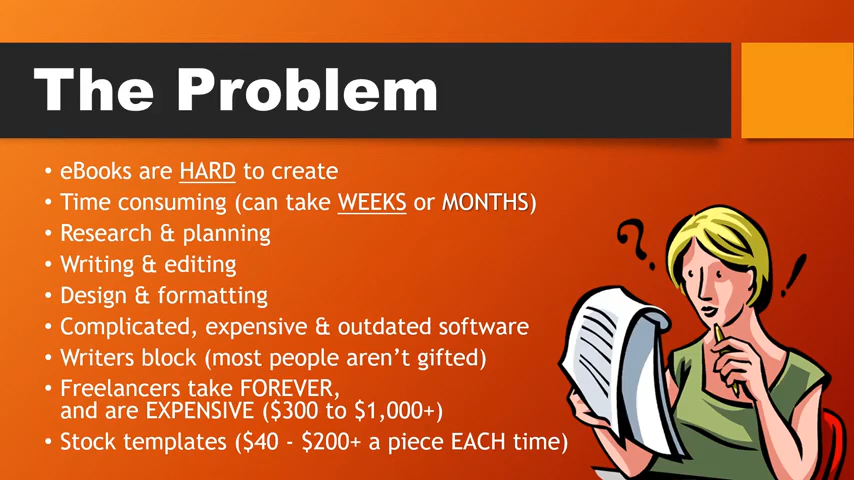 The Problem
• eBooks are HARD to create
• Time consuming (can take WEEKS or MONTHS)
• Research & planning
• Writing & editing
• Design & formatting
• Complicated, expensive & outdated software
• Writers block (most people aren't gifted)
• Freelancers take FOREVER,
and are EXPENSIVE ($300 to $1,000+)
• Stock templates ($40 - $200+ a piece EACH time)
? !